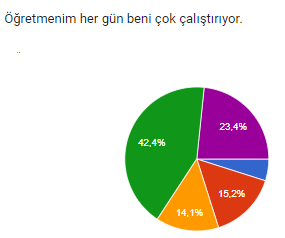 Öğretmenim her gün beni çok çalıştırıyor.
23,4%
42,4%
15,2%
14,1%